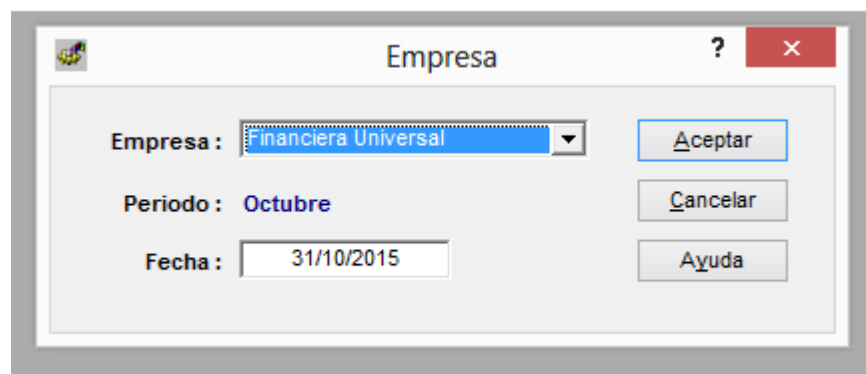 Empresa ? ×
Empresa : Financiera Universal Aceptar
Periodo : Octubre Cancelar
Fecha : 31/10/2015 Ayuda